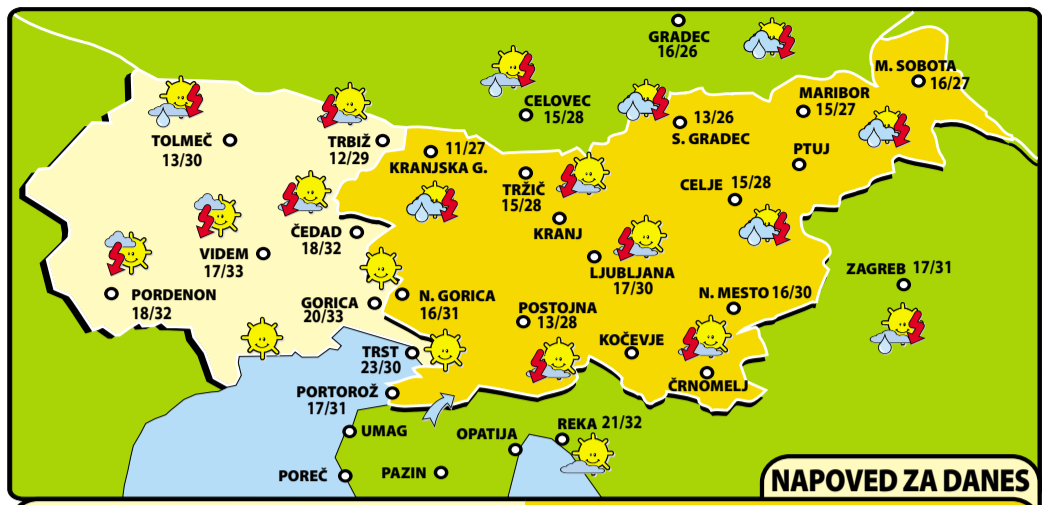 GRADEC
16/26
M. SOBOTA
16/27
MARIBOR
15/27
CELOVEC
15/28
13/26
S. GRADEC
TOLMEČ
13/30
TRBIŽ
12/29
11/27
KRANJSKA G.
PTUJ
TRŽIČ
15/28
CELJE 15/28
KRANJ
ČEDAD
18/32
VIDEM
17/33
LJUBLJANA
17/30
ZAGREB 17/31
PORDENON
18/32
GORICA
20/33
N. GORICA
16/31
N. MESTO 16/30
POSTOJNA
13/28
KOČEVJE
TRST
23/30
ČRNOMELJ
PORTOROŽ
17/31
UMAG
OPATIJA
REKA 21/32
POREČ
PAZIN
NAPOVED ZA DANES